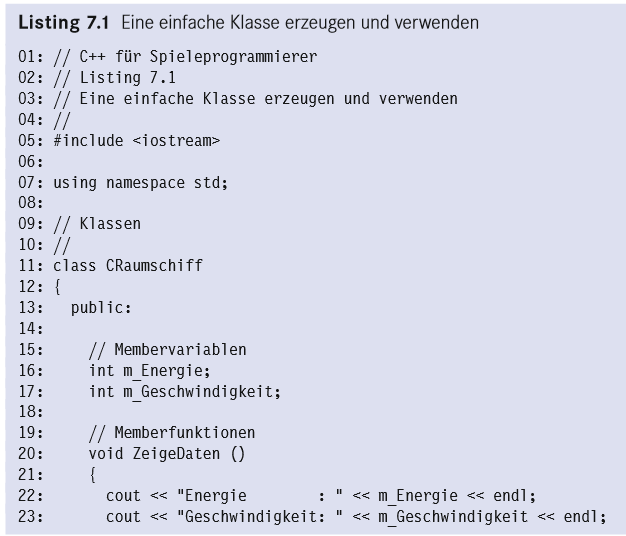 Listing 7.1 Eine einfache Klasse erzeugen und verwenden
01: // C++ für Spieleprogrammierer
02: // Listing 7.1
03: // Eine einfache Klasse erzeugen und verwenden
04: //
05: #include <iostream>
06:
07: using namespace std;
08:
09: // Klassen
10: //
11: class CRaumschiff
12: {
13:   public:
14:
15:     // Membervariablen
16:     int m_Energie;
17:     int m_Geschwindigkeit;
18:
19:     // Memberfunktionen
20:     void ZeigeDaten ()
21:     {
22:       cout << "Energie        : " << m_Energie << endl;
23:       cout << "Geschwindigkeit: " << m_Geschwindigkeit << endl;